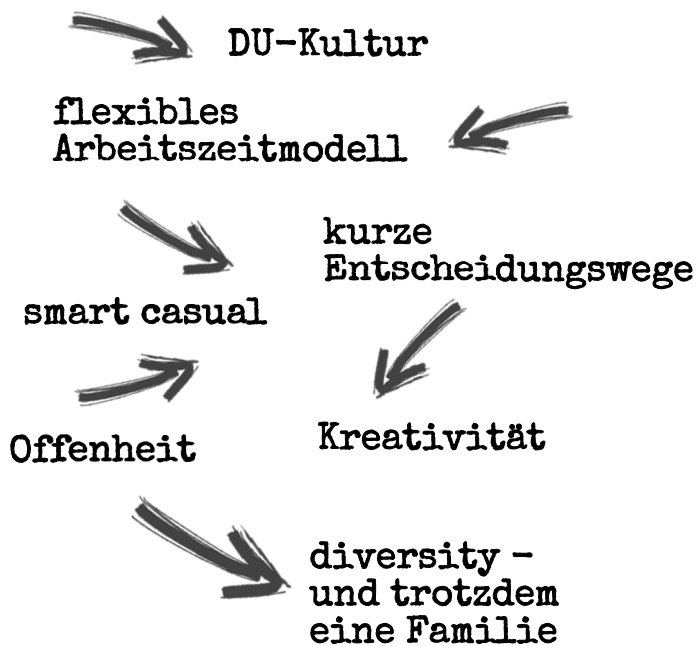 DU-Kultur
flexibles
Arbeitszeitmodell
kurze
Entscheidungswege
smart casual
Kreativität
Offenheit
diversity -
und trotzdem
eine Familie